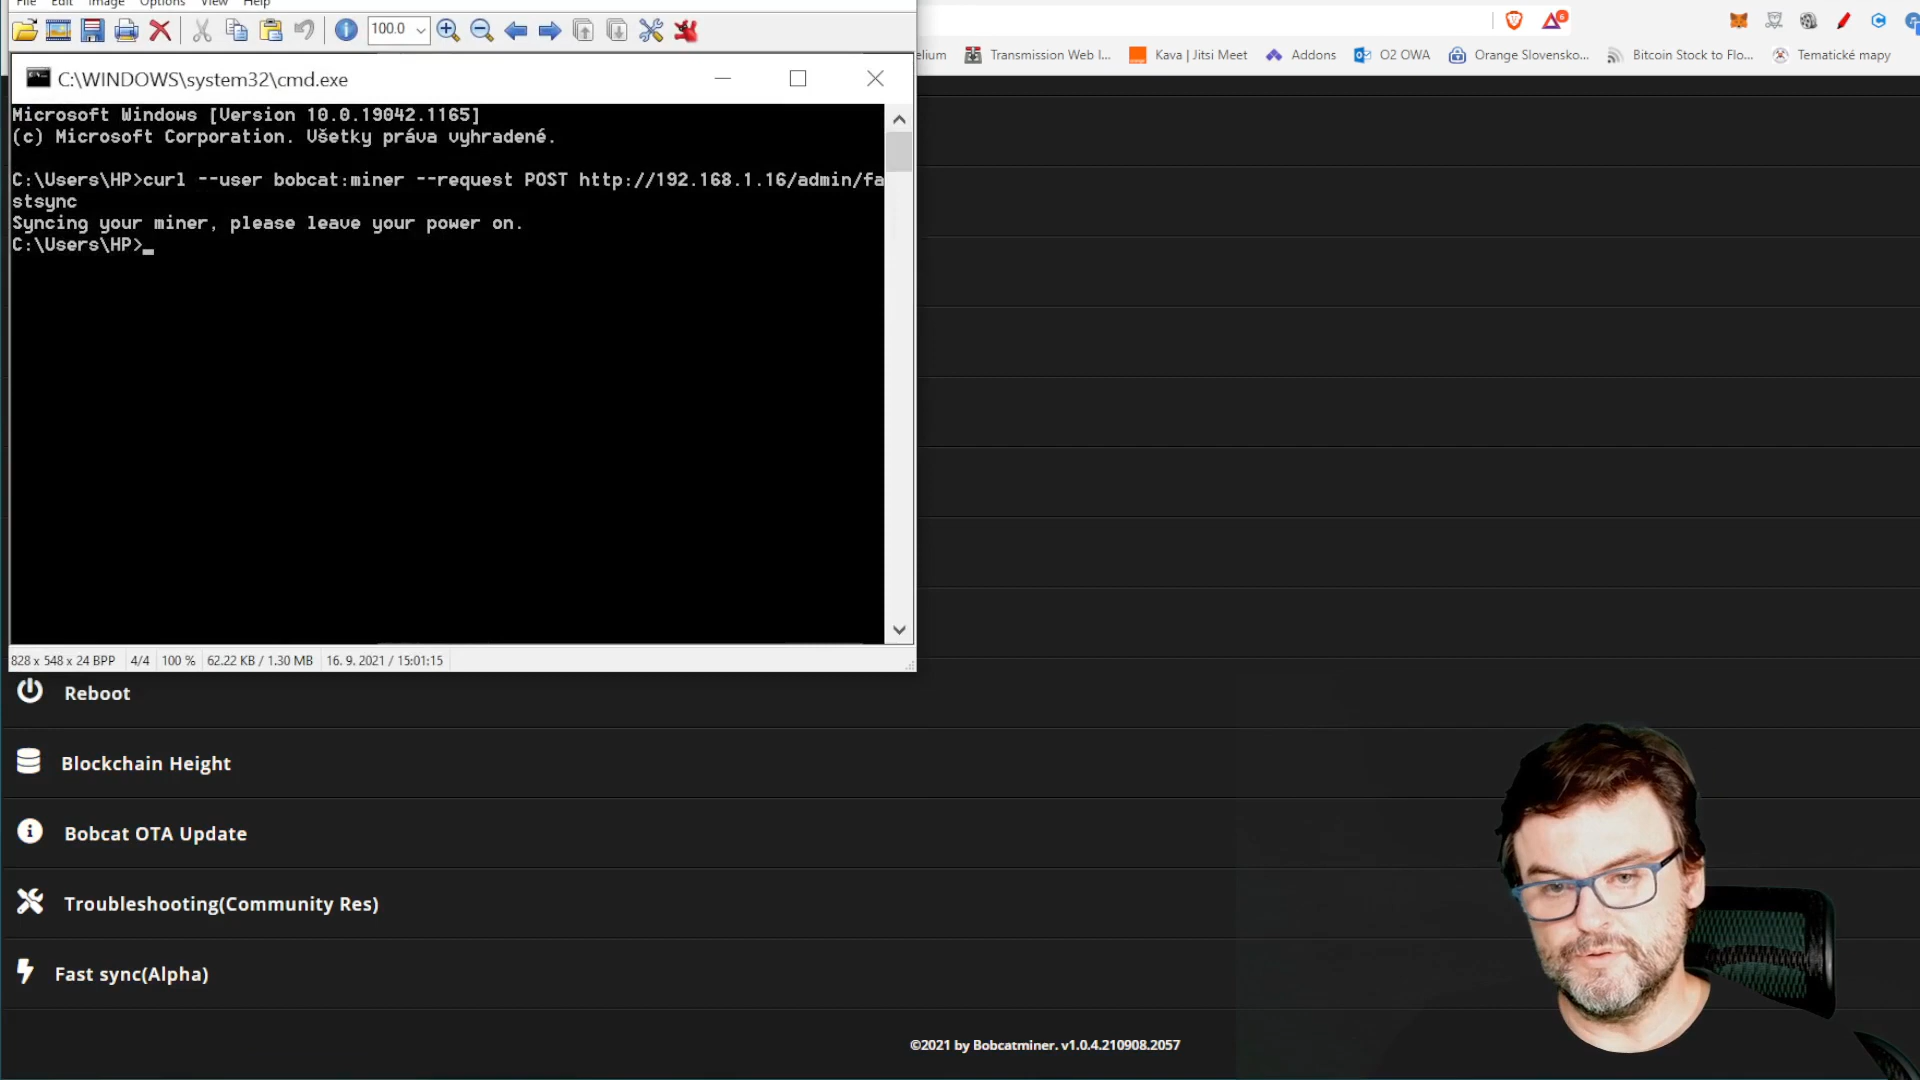 File Edit Image Options View Help
100.0
elium Transmission Web I... Kava | Jitsi Meet Addons O2 OWA Orange Slovensko... Bitcoin Stock to Flo... Tematické mapy
6
C:\WINDOWS\system32\cmd.exe
Microsoft Windows [Version 10.0.19042.1165]
(c) Microsoft Corporation. Všetky práva vyhradené.
C:\Users\HP>curl --user bobcat:miner --request POST http://192.168.1.16/admin/fa
stsync
Syncing your miner, please leave your power on.
C:\Users\HP>_
828 x 548 x 24 BPP 4/4 100 % 62.22 KB / 1.30 MB 16. 9. 2021 / 15:01:15
Reboot
Blockchain Height
Bobcat OTA Update
Troubleshooting(Community Res)
Fast sync(Alpha)
©2021 by Bobcatminer. v1.0.4.210908.2057